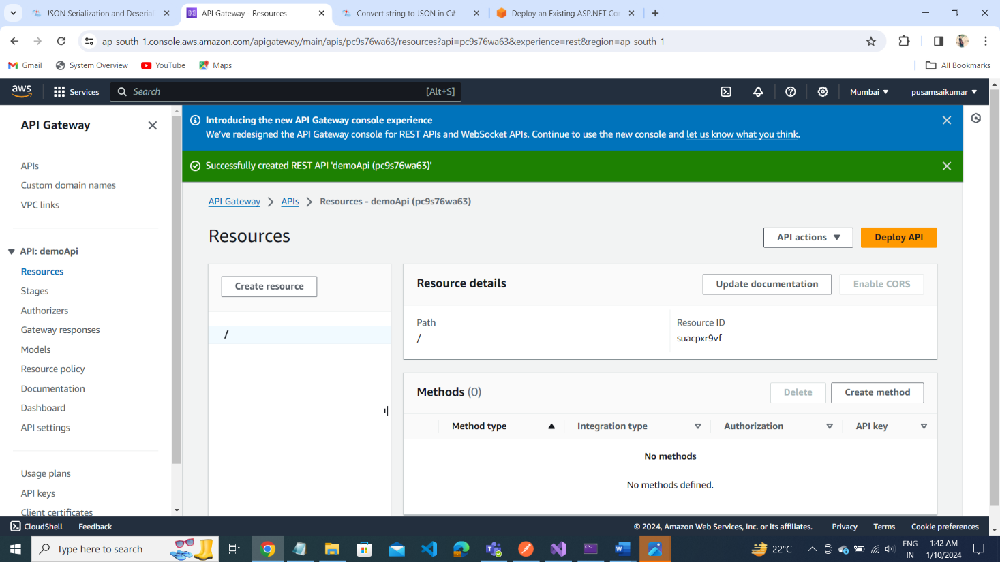 JSON Serialization and Deseriali
API Gateway - Resources
Convert string to JSON in C#
Deploy an Existing ASP.NET Co
ap-south-1.console.aws.amazon.com/apigateway/main/apis/pc9s76wa63/resources?api=pc9s76wa63&experience=rest&region=ap-south-1
Gmail
System Overview
YouTube
Maps
All Bookmarks
aws
Services
Search
[Alt+S]
Mumbai
pusamsaikumar
API Gateway
Introducing the new API Gateway console experience
We've redesigned the API Gateway console for REST APIs and WebSocket APIs. Continue to use the new console and let us know what you think.
Successfully created REST API 'demoApi (pc9s76wa63)'
APIs
Custom domain names
VPC links
API: demoApi
Resources
Stages
Authorizers
Gateway responses
Models
Resource policy
Documentation
Dashboard
API settings
Usage plans
API keys
Client certificates
API Gateway
APIs
Resources - demoApi (pc9s76wa63)
Resources
API actions
Deploy API
Create resource
/
Resource details
Update documentation
Enable CORS
Path
/
Resource ID
suacpxr9vf
Methods (0)
Delete
Create method
Method type
Integration type
Authorization
API key
No methods
No methods defined.
CloudShell
Feedback
© 2024, Amazon Web Services, Inc. or its affiliates.
Privacy
Terms
Cookie preferences
Type here to search
22°C
ENG
IN
1:42 AM
1/10/2024